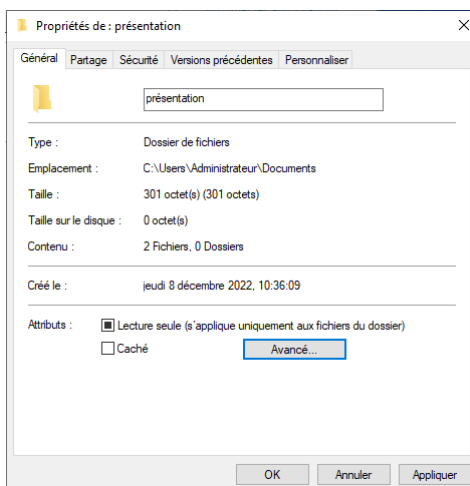 Propriétés de : présentation
Général Partage Sécurité Versions précédentes Personnaliser
présentation
Type : Dossier de fichiers
Emplacement : C:\Users\Administrateur\Documents
Taille : 301 octet(s) (301 octets)
Taille sur le disque : 0 octet(s)
Contenu : 2 Fichiers, 0 Dossiers
Créé le : jeudi 8 décembre 2022, 10:36:09
Attributs : Lecture seule (s'applique uniquement aux fichiers du dossier)
Caché Avancé...
OK Annuler Appliquer